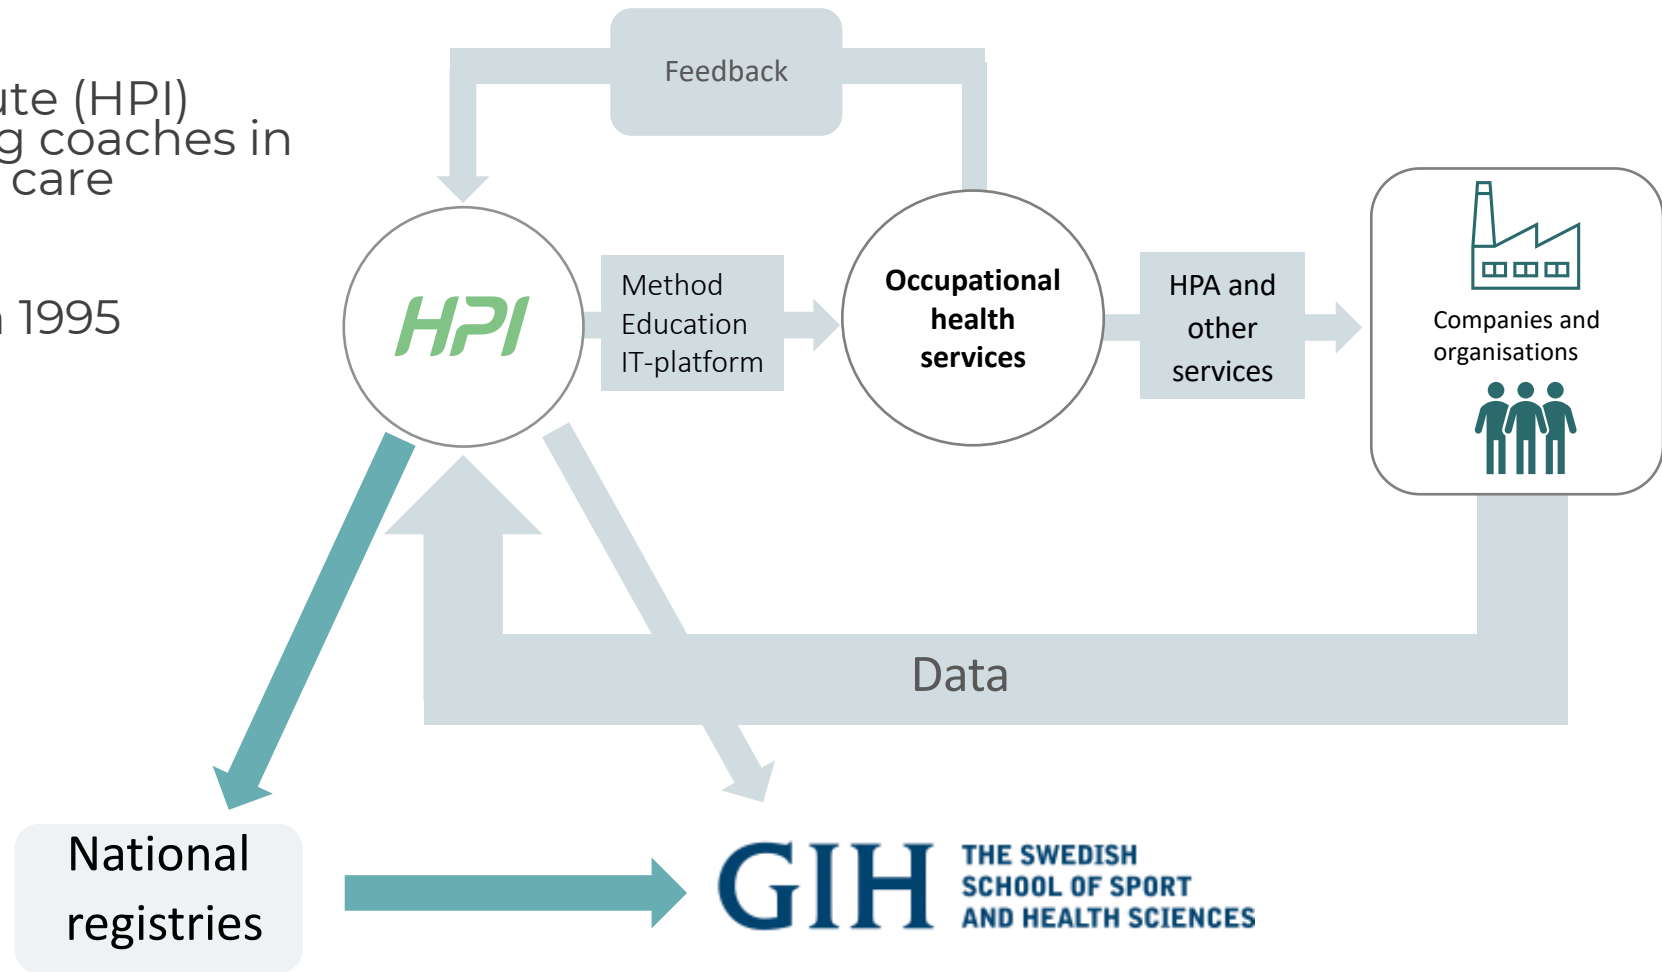 ute (HPI)
g coaches in
care
1995
Feedback
HPI
Method
Education
IT-platform
Occupational
health
services
HPA and
other
services
Companies and
organisations
Data
National
registries
GIH
THE SWEDISH
SCHOOL OF SPORT
AND HEALTH SCIENCES